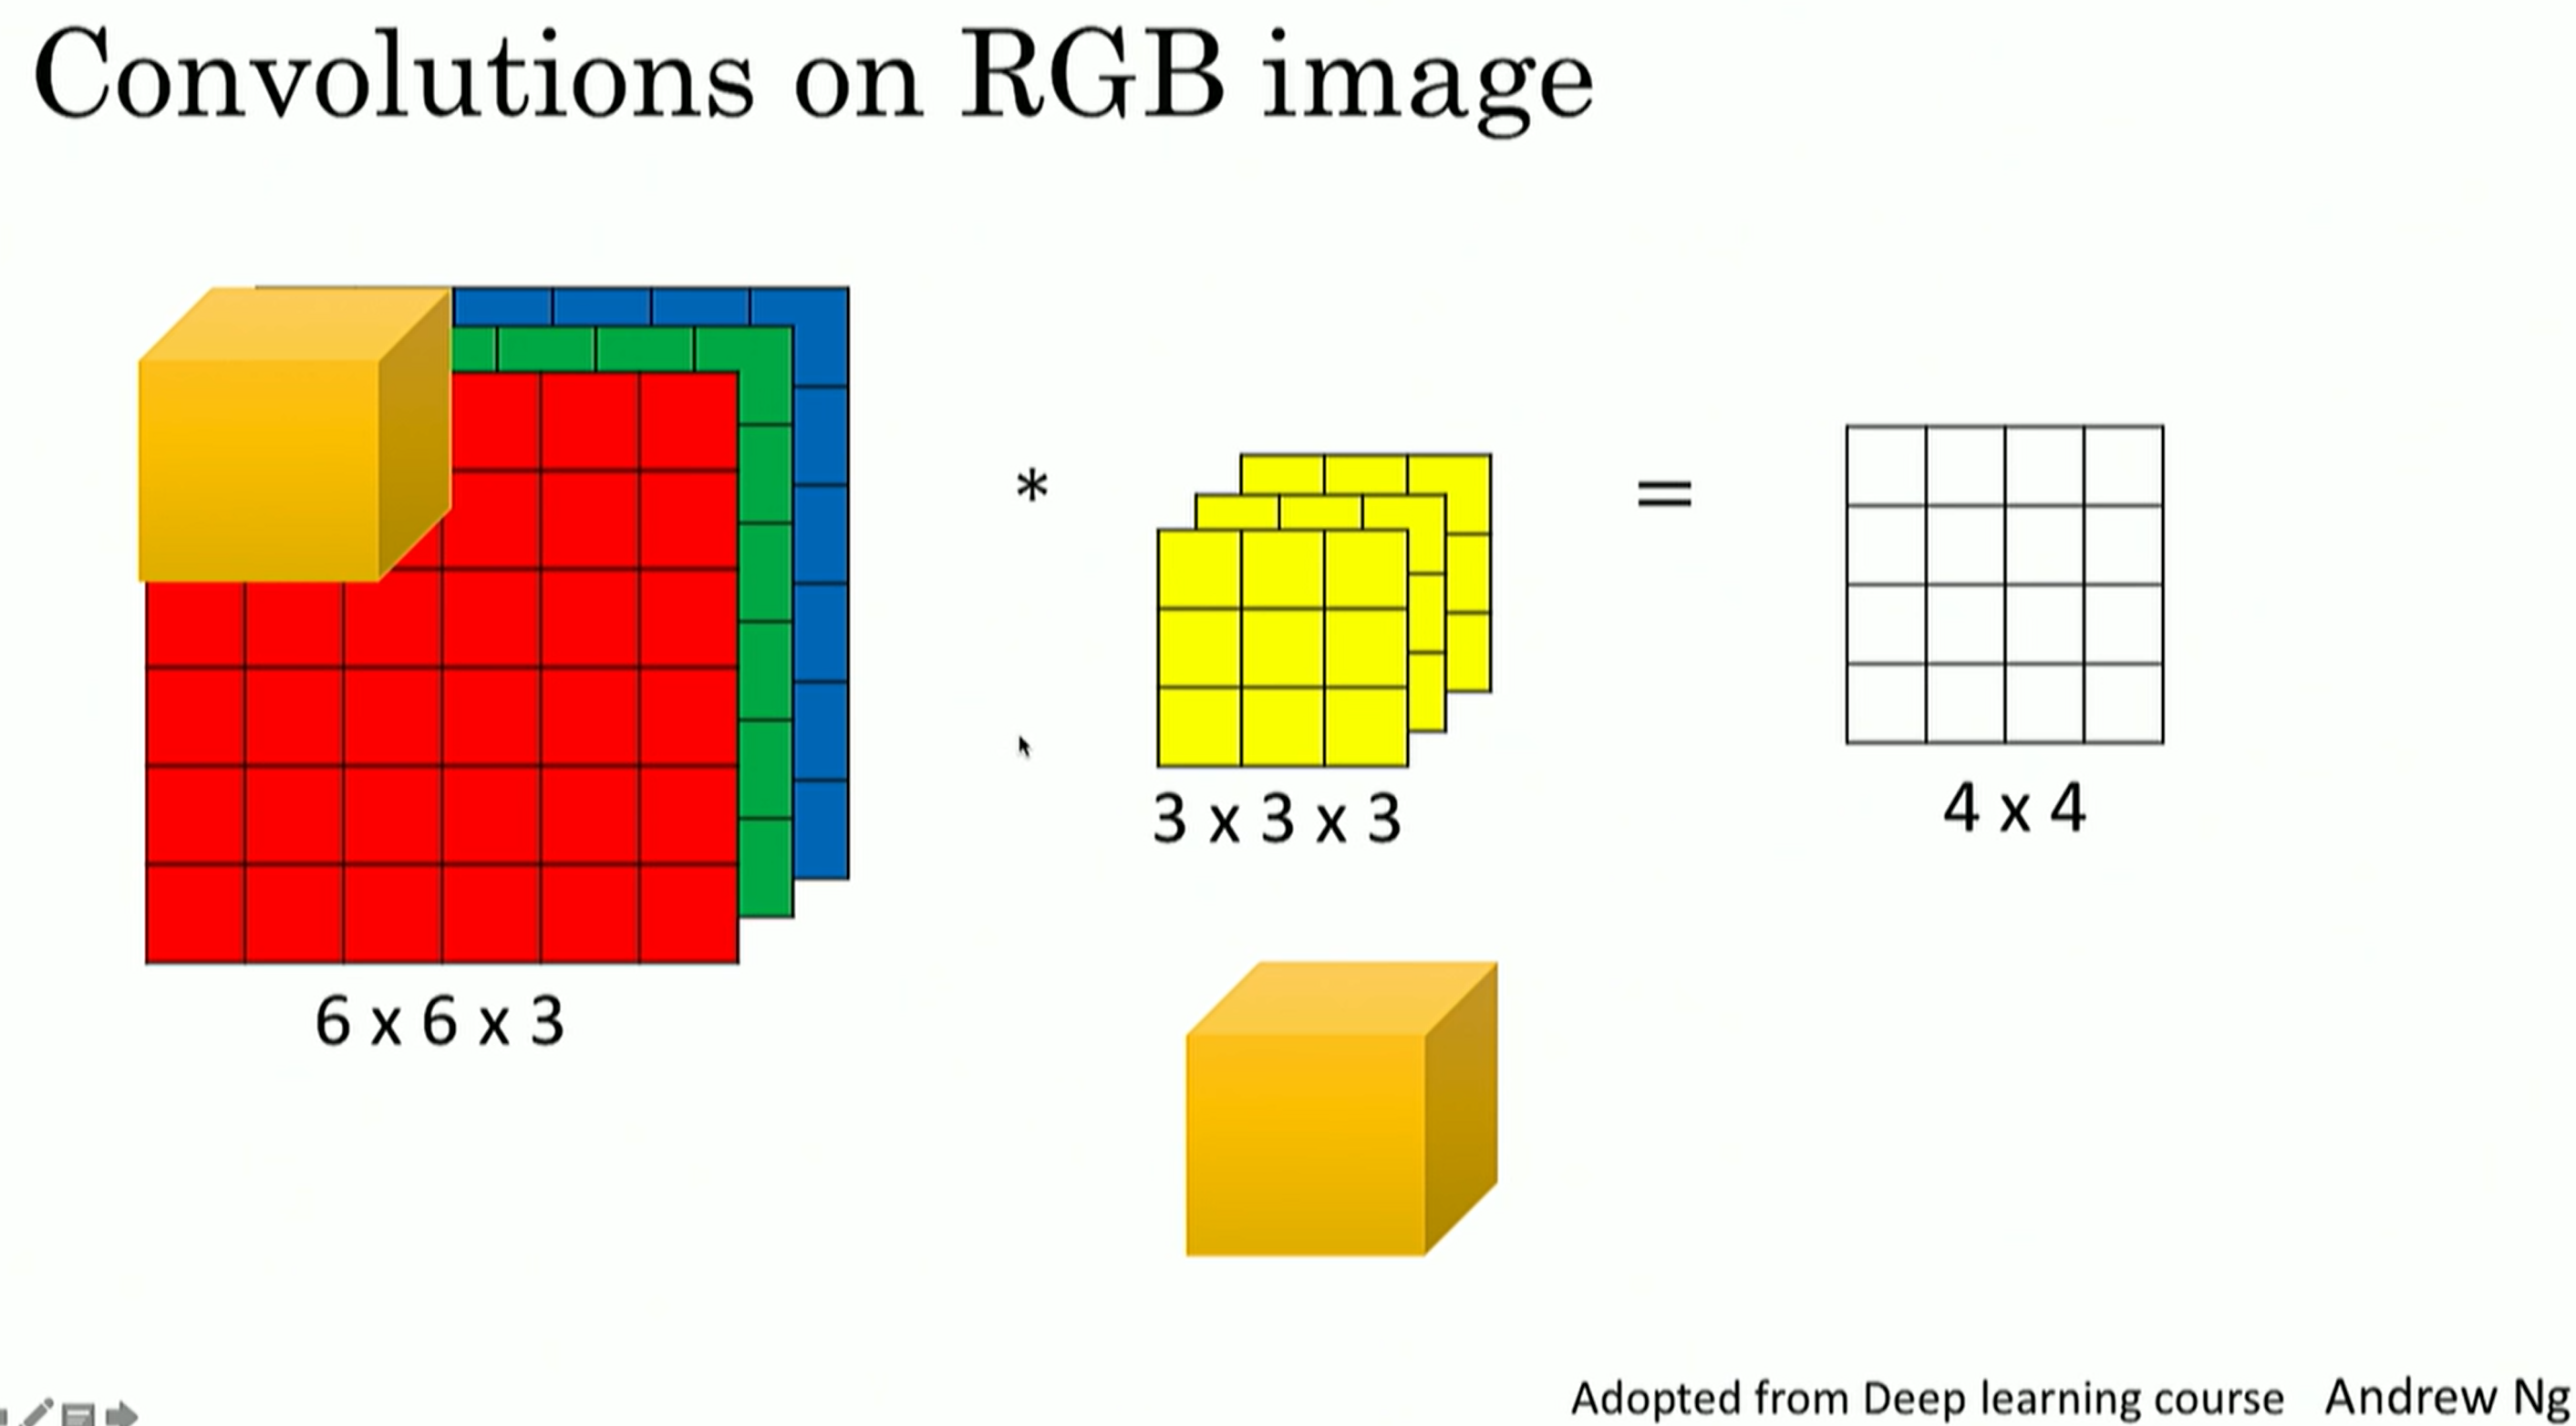 Convolutions on RGB image
*
=
3 x 3 x 3
4 x 4
6 x 6 x 3
Adopted from Deep learning course Andrew Ng